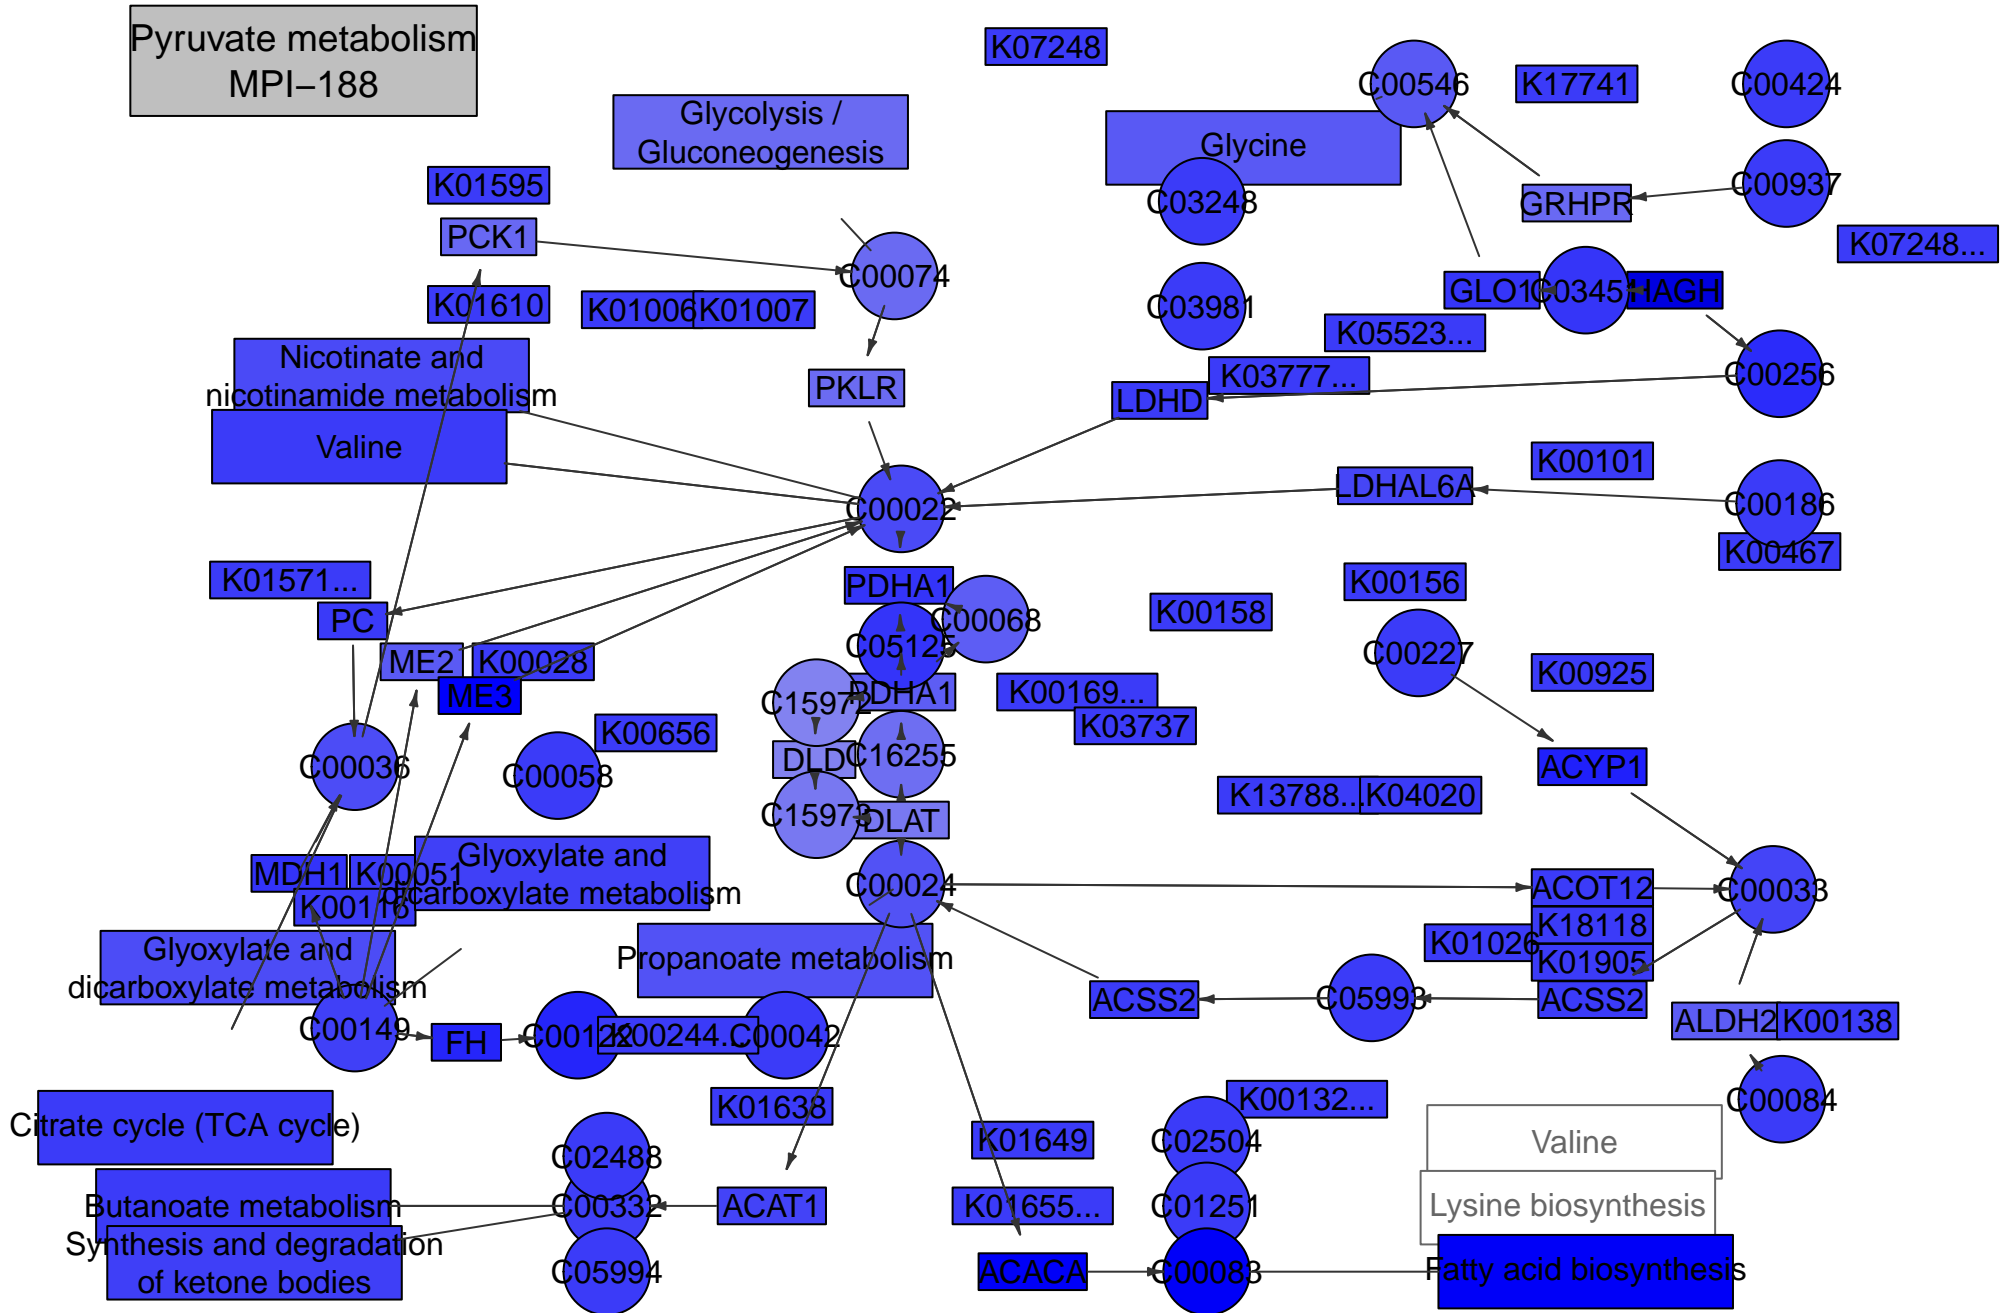 Pyruvate metabolism
MPI−188
K07248
C00546
K17741
C00424
Glycolysis /
Gluconeogenesis
Glycine
K01595
C03248
GRHPR
C00937
PCK1
K07248...
C00074
K01610
K01006
K01007
C03981
GLO1
C03451
HAGH
K05523...
Nicotinate and
nicotinamide metabolism
PKLR
K03777...
LDHD
C00256
Valine
K00101
LDHAL6A
C00022
C00186
K00467
K01571...
PDHA1
K00156
PC
C00068
K00158
C05125
C00227
ME2
K00028
K00925
ME3
C15972
PDHA1
K00169...
K03737
K00656
C00036
C00058
DLD
C16255
ACYP1
K13788...
K04020
C15973
DLAT
MDH1
K00051
Glyoxylate and
dicarboxylate metabolism
K00116
C00024
ACOT12
C00033
K18118
Glyoxylate and
dicarboxylate metabolism
Propanoate metabolism
K01026
K01905
ACSS2
C05993
ACSS2
C00149
FH
C00122
K00244...
C00042
ALDH2
K00138
K01638
K00132...
C00084
Citrate cycle (TCA cycle)
C02488
K01649
C02504
Valine
Butanoate metabolism
C00332
ACAT1
K01655...
C01251
Lysine biosynthesis
Synthesis and degradation
of ketone bodies
C05994
ACACA
C00083
Fatty acid biosynthesis